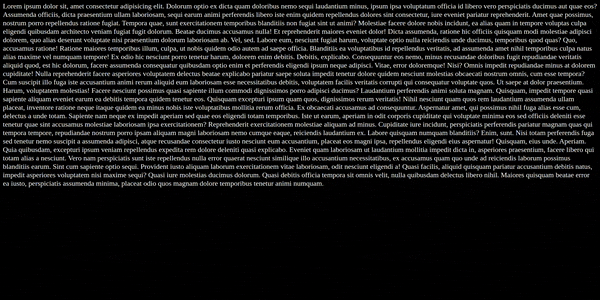 Lorem ipsum dolor sit, amet consectetur adipisicing elit. Dolorum optio ex dicta quam doloribus nemo sequi laudantium minus, ipsum ipsa voluptatum officia id libero vero perspiciatis ducimus aut quae eos?
Assumenda officiis, dicta praesentium ullam laboriosam, sequi earum animi perferendis libero iste enim quidem repellendus dolores sint consectetur, iure eveniet pariatur reprehenderit. Amet quae possimus,
nostrum porro repellendus ratione fugiat. Tempora quae, sunt exercitationem temporibus blanditiis non fugiat sint ut animi? Molestiae facere dolore nobis incidunt, ea alias quam in tempore voluptas culpa
eligendi quibusdam architecto veniam fugiat fugit dolorum. Beatae ducimus accusamus nulla! Et reprehenderit maiores eveniet dolor! Dicta assumenda, ratione hic officiis quisquam modi molestiae adipisci
dolorem, quo alias deserunt voluptate nisi praesentium dolorum laboriosam ab. Vel, sed. Labore eum, nesciunt fugiat harum, voluptate optio nulla reiciendis unde ducimus, temporibus quod quas? Quo,
accusamus ratione! Ratione maiores temporibus illum, culpa, ut nobis quidem odio autem ad saepe officia. Blanditiis ea voluptatibus id repellendus veritatis, ad assumenda amet nihil temporibus culpa natus
alias maxime vel numquam tempore! Ex odio hic nesciunt porro tenetur harum, dolorem enim debitis. Debitis, explicabo. Consequuntur eos nemo, minus recusandae doloribus fugit repudiandae veritatis
aliquid quod, est hic dolorum, facere assumenda consequatur quibusdam optio enim et perferendis eligendi ipsum neque adipisci. Vitae, error doloremque! Nisi? Omnis impedit repudiandae minus at dolorem
cupiditate! Nulla reprehenderit facere asperiores voluptatem delectus beatae explicabo pariatur saepe soluta impedit tenetur dolore quidem nesciunt molestias obcaecati nostrum omnis, cum esse tempora?
Cum suscipit illo fuga iste accusantium animi rerum aliquid eum laboriosam esse necessitatibus debitis, voluptatem facilis veritatis corrupti qui consequatur voluptate quos. Ut saepe at dolor praesentium.
Harum, voluptatem molestias! Facere nesciunt possimus quasi sapiente illum commodi dignissimos porro adipisci ducimus? Laudantium perferendis animi soluta magnam. Quisquam, impedit tempore quasi
sapiente aliquam eveniet earum ea debitis tempora quidem tenetur eos. Quisquam excepturi ipsum quam quos, dignissimos rerum veritatis! Nihil nesciunt quam quos rem laudantium assumenda ullam
placeat, inventore ratione neque itaque quidem ea minus nobis iste voluptatibus mollitia rerum officia. Ex obcaecati accusamus ad consequuntur. Aspernatur amet, qui possimus nihil fuga alias esse cum,
delectus a unde totam. Sapiente nam neque ex impedit aperiam sed quae eos eligendi totam temporibus. Iste ut earum, aperiam in odit corporis cupiditate qui voluptate minima eos sed officiis deleniti esse
tenetur quae sint accusamus molestiae laboriosam ipsa exercitationem? Reprehenderit exercitationem molestiae aliquam ad minus. Cupiditate iure incidunt, perspiciatis perferendis pariatur magnam quas qui
tempora tempore, repudiandae nostrum porro ipsam aliquam magni laboriosam nemo cumque eaque, reiciendis laudantium ex. Labore quisquam numquam blanditiis? Enim, sunt. Nisi totam perferendis fuga
sed tenetur nemo suscipit a assumenda adipisci, atque recusandae consectetur iusto nesciunt eum accusantium, placeat eos magni ipsa, repellendus eligendi eius aspernatur! Quisquam, eius unde. Aperiam.
Quia quibusdam, excepturi ipsum veniam repellendus expedita rem dolore deleniti quasi explicabo. Eveniet quam laboriosam ut laudantium mollitia impedit dicta in, asperiores praesentium, facere libero qui
totam alias a nesciunt. Vero nam perspiciatis sunt iste repellendus nulla error quaerat nesciunt similique illo accusantium necessitatibus, ex accusamus quam quo unde ad reiciendis laborum possimus
blanditiis earum. Sint cum sapiente optio sequi. Provident iusto aliquam laborum exercitationem vitae laboriosam, odit nesciunt eligendi a! Quasi facilis, aliquid quisquam pariatur accusantium debitis natus,
impedit asperiores voluptatem nisi maxime sequi? Quasi iure molestias ducimus dolorum. Quasi debitis officia tempora sit omnis velit, nulla quibusdam delectus libero nihil. Maiores quisquam beatae error
ea iusto, perspiciatis assumenda minima, placeat odio quos magnam dolore temporibus tenetur animi numquam.